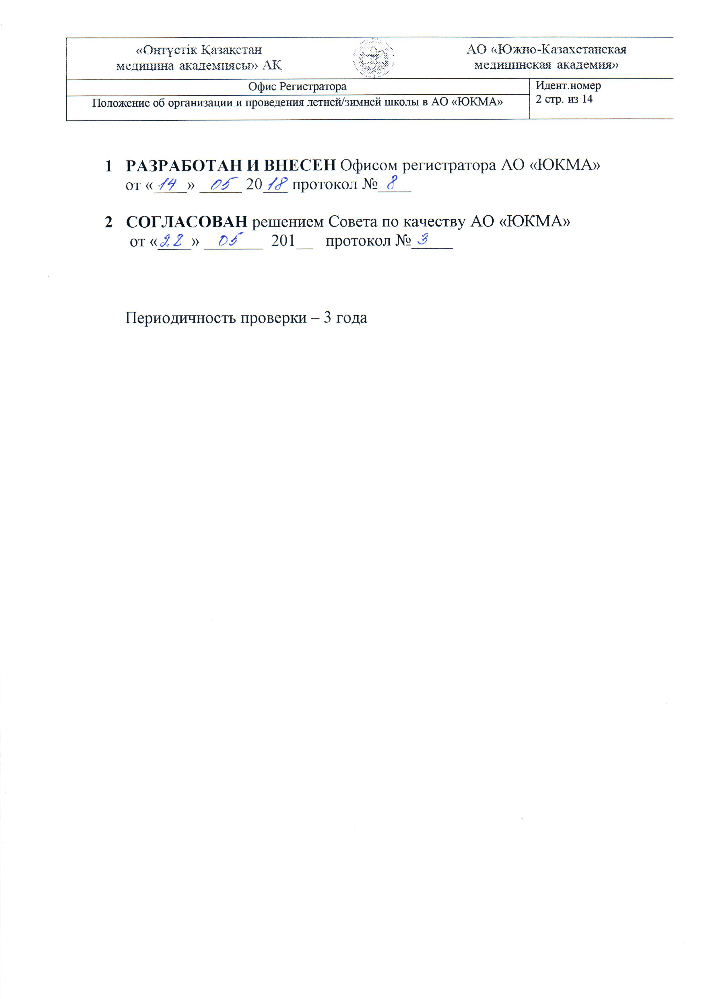 «Оңтүстік Қазақстан
медицина академиясы» АҚ
АО «Южно-Казахстанская
медицинская академия»
Офис Регистратора
Идент.номер
2 стр. из 14
Положение об организации и проведения летней/зимней школы в АО «ЮКМА»
1 РАЗРАБОТАН И ВНЕСЕН Офисом регистратора АО «ЮКМА»
от «14» 05 2018 протокол № 8
2 СОГЛАСОВАН решением Совета по качеству АО «ЮКМА»
от «22» 05 201__ протокол № 3
Периодичность проверки – 3 года